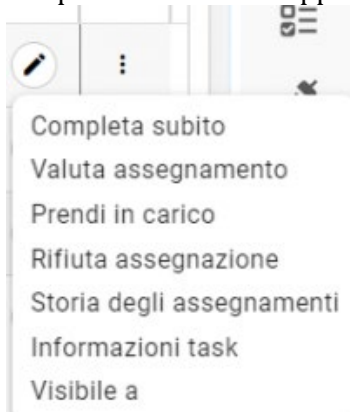 Completa subito
Valuta assegnamento
Prendi in carico
Rifiuta assegnazione
Storia degli assegnamenti
Informazioni task
Visibile a